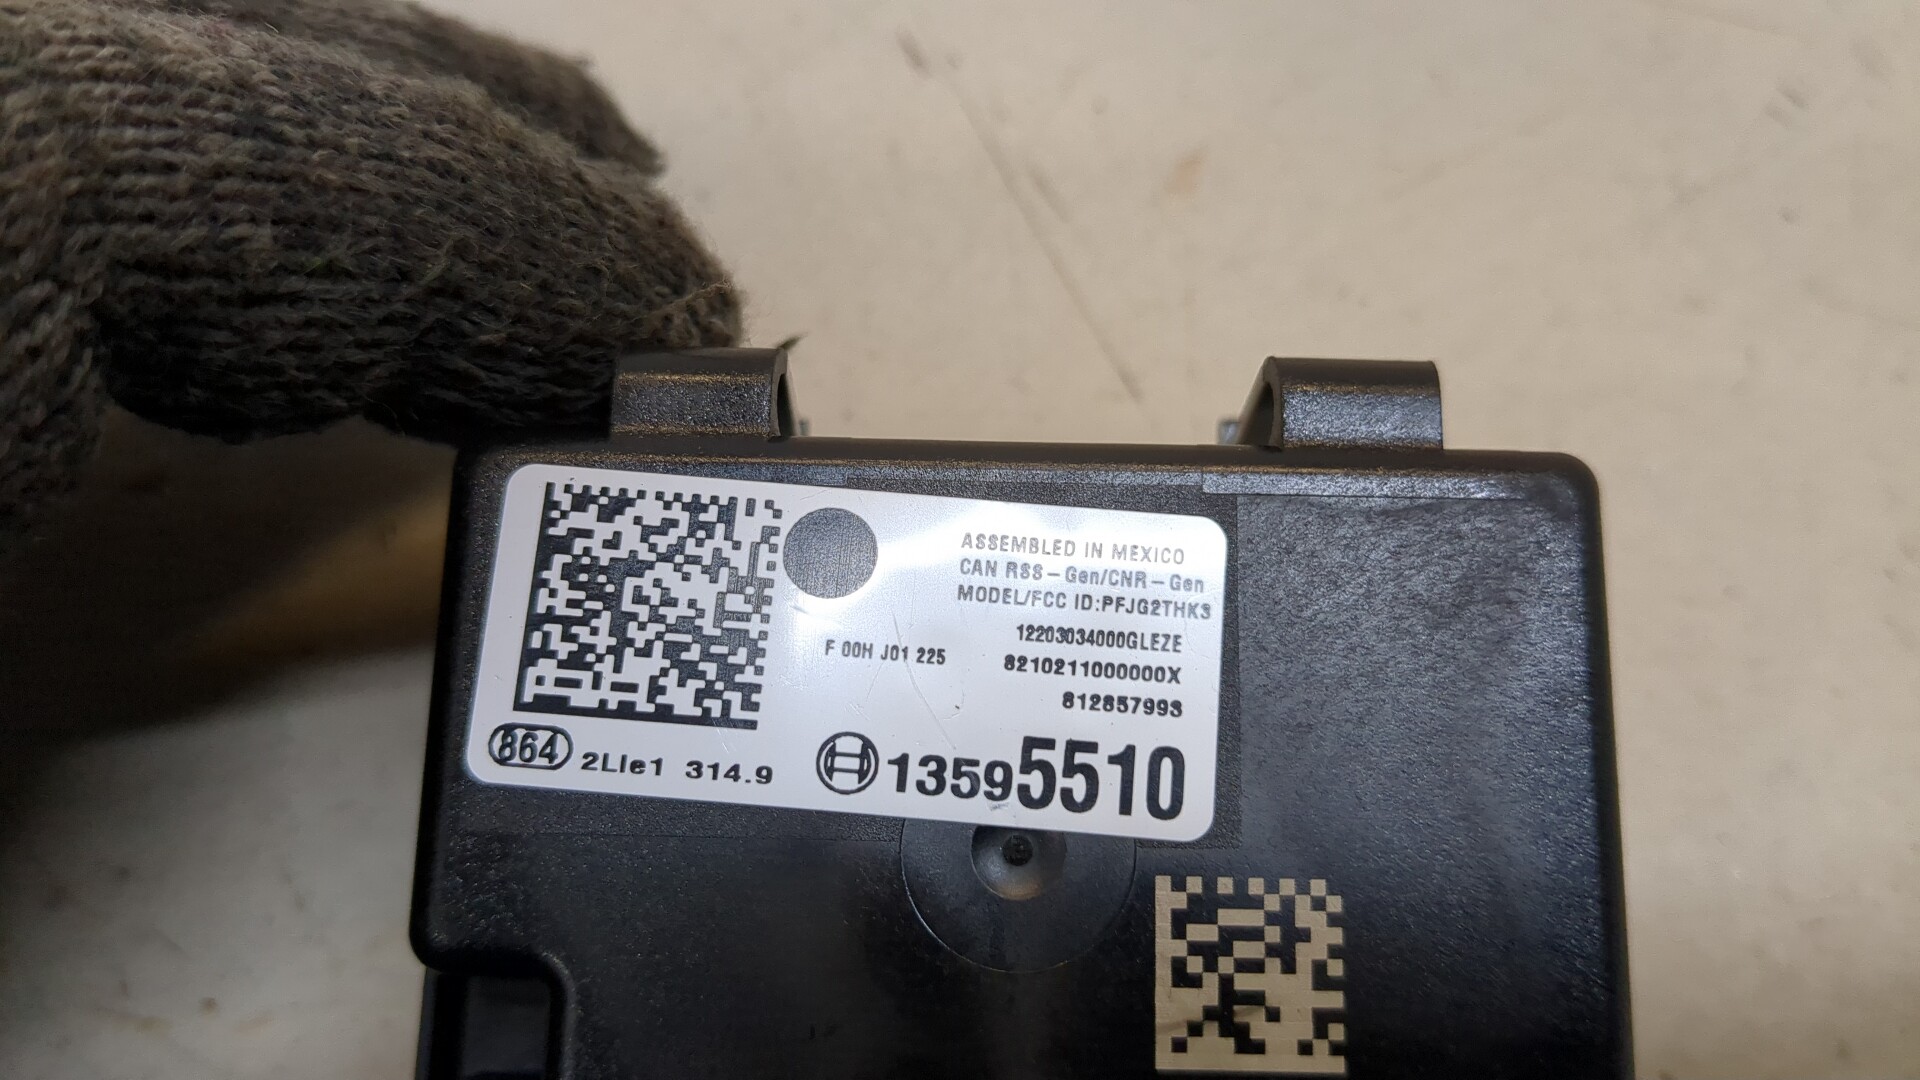 ASSEMBLED IN MEXICO
CAN RSS-Gen/CNR-Gen
MODEL/FCC ID:PFJG2THK3
12203034000GLEZE
F 00H J01 225
8210211000000X
812857993
864 2LIe1 314.9
13595510